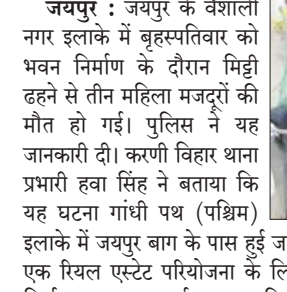 जयपुर : जयपुर के वैशाली
नगर इलाके में बृहस्पतिवार को
भवन निर्माण के दौरान मिट्टी
ढहने से तीन महिला मजदूरों की
मौत हो गई। पुलिस ने यह
जानकारी दी। करणी विहार थाना
प्रभारी हवा सिंह ने बताया कि
यह घटना गांधी पथ (पश्चिम)
इलाके में जयपुर बाग के पास हुई
एक रियल एस्टेट परियोजना के